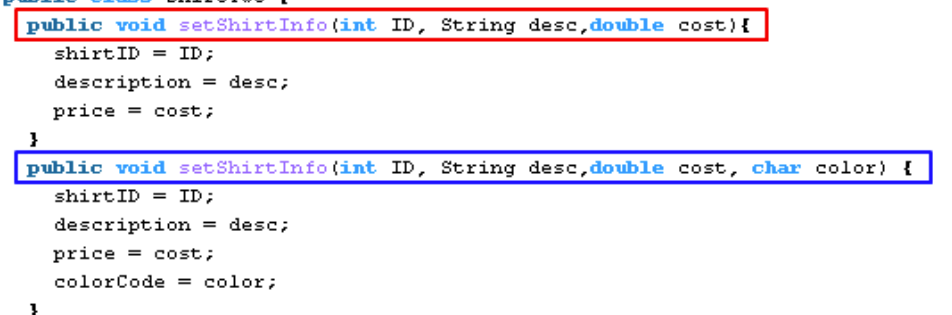 public void setShirtInfo(int ID, String desc,double cost){
shirtID = ID;
description = desc;
price = cost;
}
public void setShirtInfo(int ID, String desc,double cost, char color) {
shirtID = ID;
description = desc;
price = cost;
colorCode = color;
}